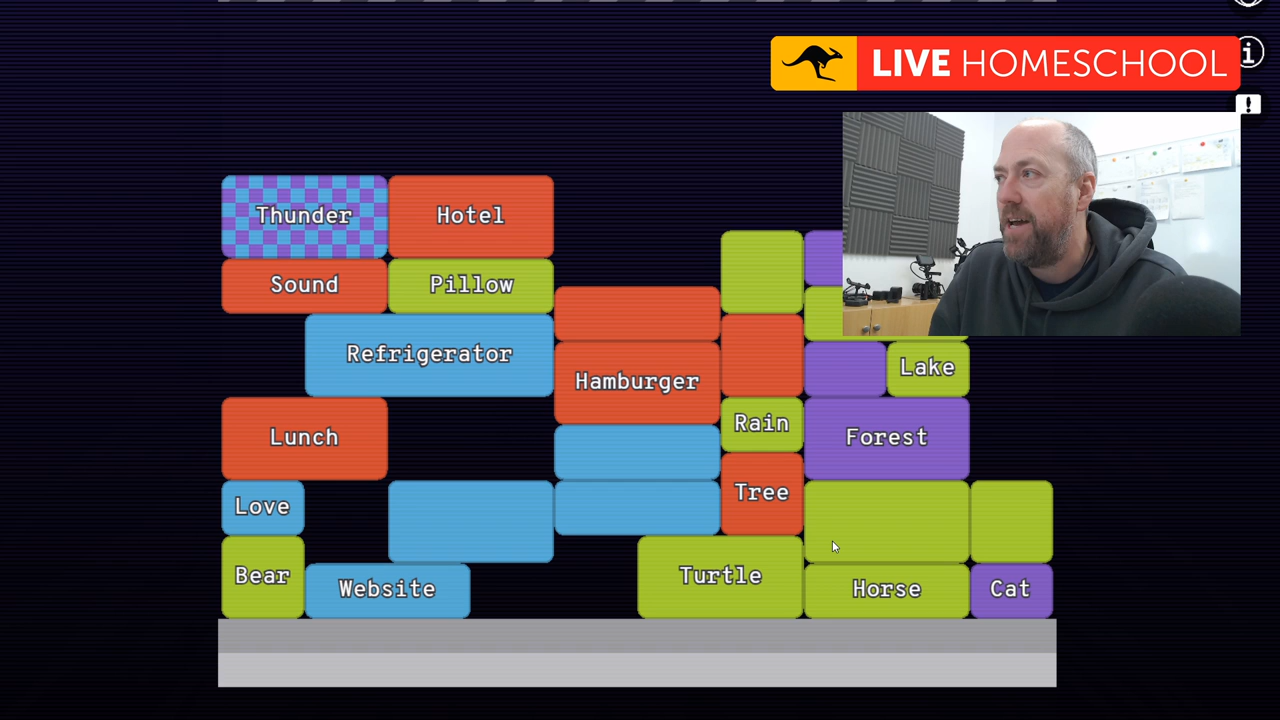 LIVE HOMESCHOOL
Thunder
Hotel
Sound
Pillow
Refrigerator
Hamburger
Lake
Lunch
Rain
Forest
Love
Tree
Bear
Website
Turtle
Horse
Cat